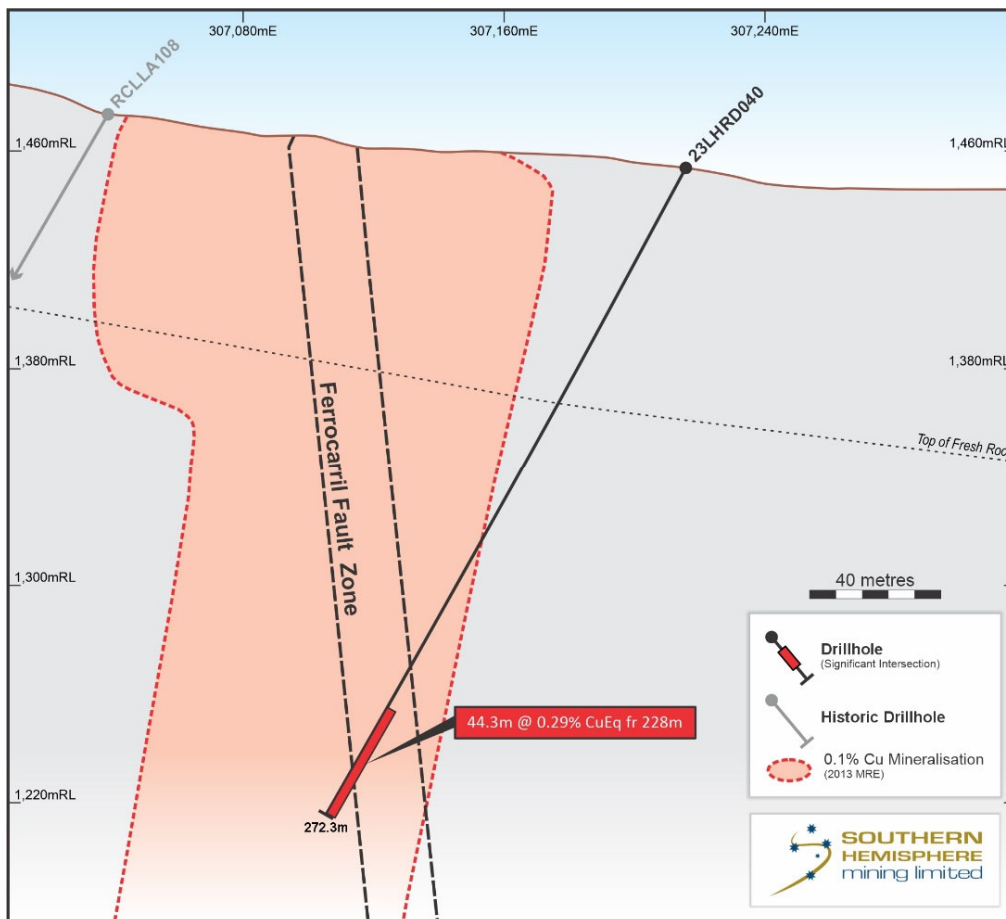 307,080mE
307,160mE
307,240mE
RCLLA108
23LHRD040
1,460mRL
1,460mRL
1,380mRL
1,380mRL
Ferrocarril Fault Zone
Top of Fresh Roc
1,300mRL
40 metres
Drillhole
(Significant Intersection)
Historic Drillhole
0.1% Cu Mineralisation
(2013 MRE)
44.3m @ 0.29% CuEq fr 228m
1,220mRL
272.3m
SOUTHERN
HEMISPHERE
mining limited